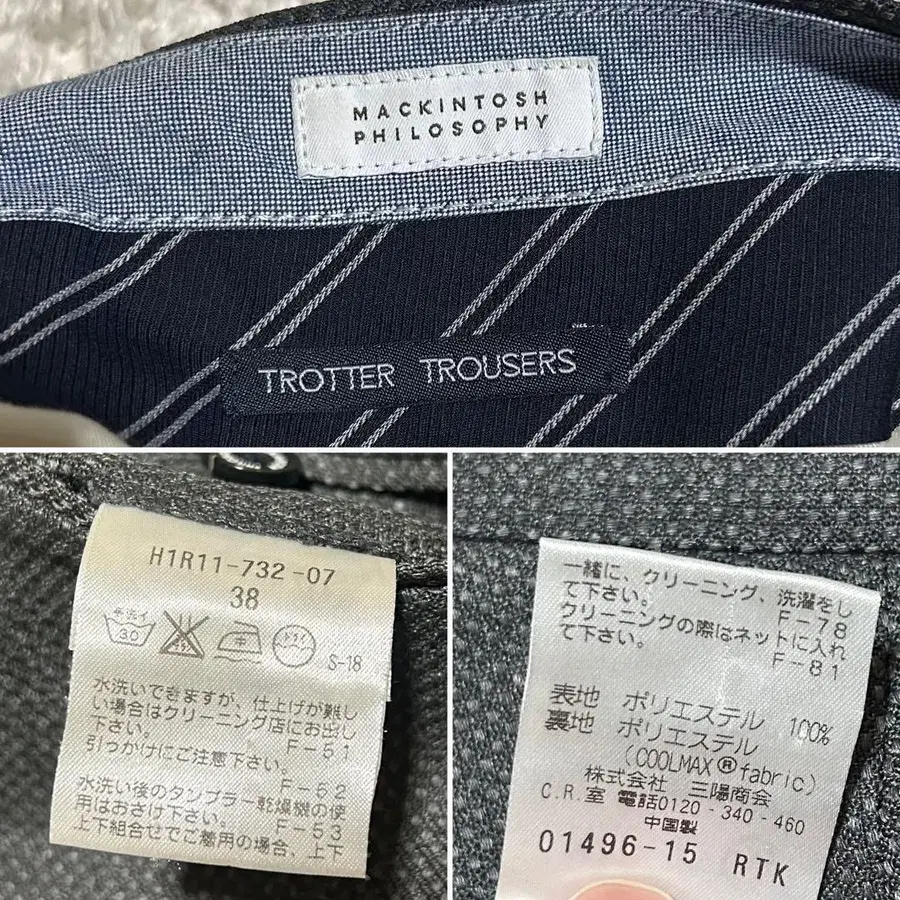 MACKINTOSH
PHILOSOPHY
TROTTER TROUSERS
H1R11-732-07
38
手洗イ
30
ドライ
S-18
水洗いできますが、仕上げが難し
い場合はクリーニング店にお出し
下さい。
F-51
引っかけにご注意下さい。
F-52
水洗い後のタンブラー乾燥機の使
用はおさけ下さい。
F-53
上下組合せでご着用の場合、上下
一緒に、クリーニング、洗濯をし
て下さい。
F-78
クリーニングの際はネットに入れ
て下さい。
F-81
表地 ポリエステル 100%
裏地 ポリエステル
(COOLMAX®fabric)
株式会社 三陽商会
C.R.室 電話0120-340-460
中国製
01496-15 RTK